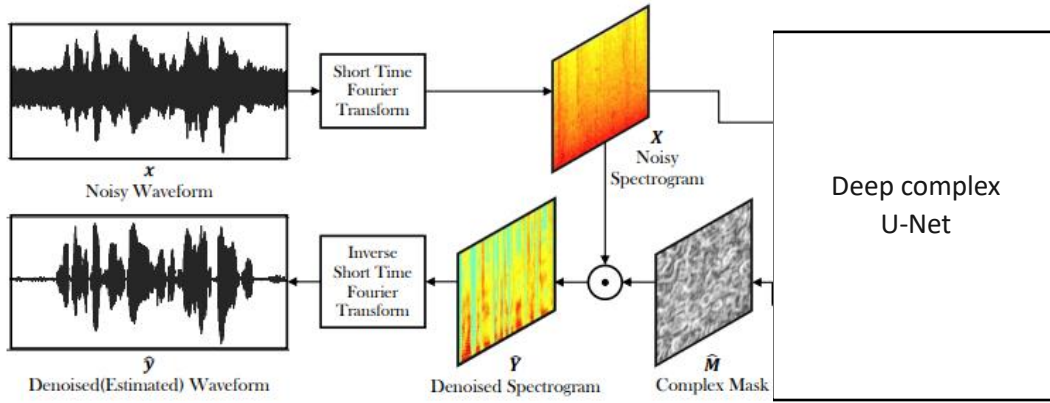 Short Time
Fourier
Transform
x
Noisy Waveform
X
Noisy
Spectrogram
Deep complex
U-Net
Inverse
Short Time
Fourier
Transform
ŷ
Denoised(Estimated) Waveform
Ŷ
Denoised Spectrogram
M̂
Complex Mask